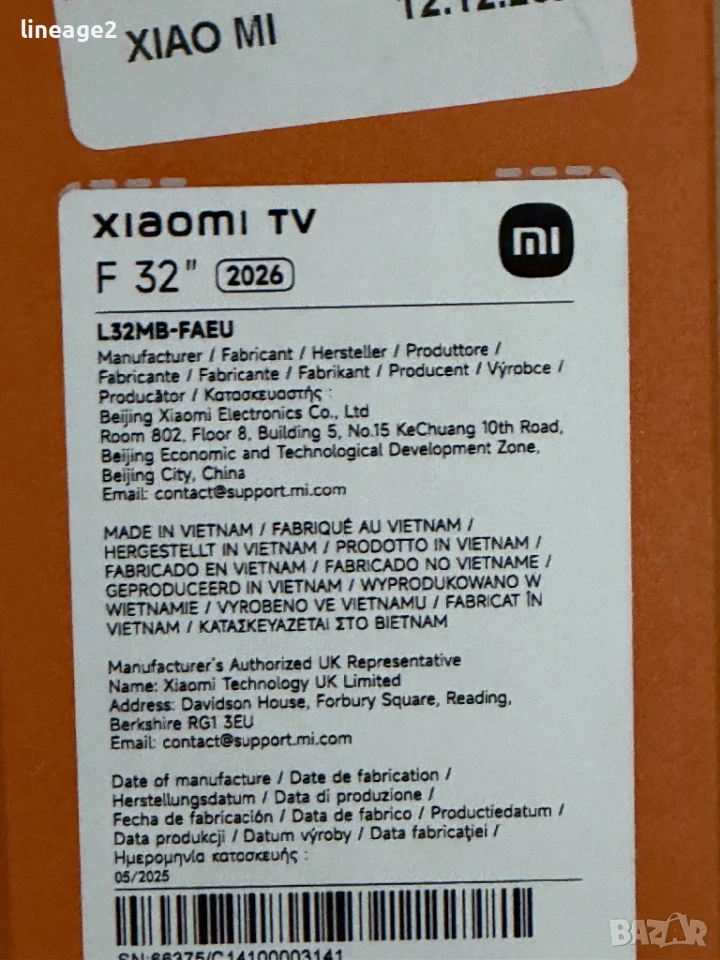 lineage2
XIAO MI
XIAOMI TV
mi
F 32" 2026
L32MB-FAEU
Manufacturer / Fabricant / Hersteller / Produttore /
Fabricante / Fabricante / Fabrikant / Producent / Výrobce /
Producător / Κατασκευαστής :
Beijing Xiaomi Electronics Co., Ltd
Room 802, Floor 8, Building 5, No.15 KeChuang 10th Road,
Beijing Economic and Technological Development Zone,
Beijing City, China
Email: contact@support.mi.com
MADE IN VIETNAM / FABRIQUÉ AU VIETNAM /
HERGESTELLT IN VIETNAM / PRODOTTO IN VIETNAM /
FABRICADO EN VIETNAM / FABRICADO NO VIETNAME /
GEPRODUCEERD IN VIETNAM / WYPRODUKOWANO W
WIETNAMIE / VYROBENO VE VIETNAMU / FABRICAT ÎN
VIETNAM / ΚΑΤΑΣΚΕΥΑΖΕΤΑΙ ΣΤΟ ΒΙΕΤΝΑΜ
Manufacturer's Authorized UK Representative
Name: Xiaomi Technology UK Limited
Address: Davidson House, Forbury Square, Reading,
Berkshire RG1 3EU
Email: contact@support.mi.com
Date of manufacture / Date de fabrication /
Herstellungsdatum / Data di produzione /
Fecha de fabricación / Data de fabrico / Productiedatum /
Data produkcji / Datum výroby / Data fabricației /
Ημερομηνία κατασκευής :
05/2025
SN:66375/C14100003141
BAZAR